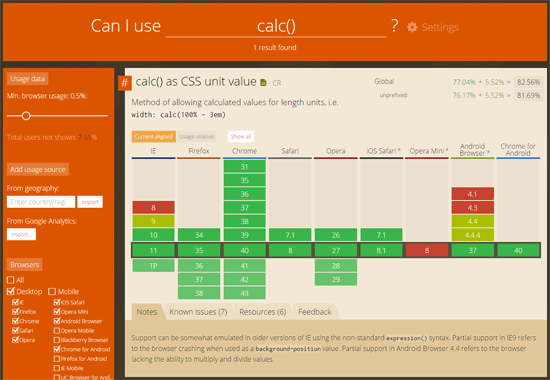 Can I use calc() ? Settings
1 result found
Usage data
Min. browser usage: 0.5%:
Total users not shown:
Add usage source
From geography:
Enter country/regi Import
From Google Analytics:
Import...
Browsers
All
Desktop Mobile
IE iOS Safari
Firefox Opera Mini
Chrome Android Browser
Safari Opera Mobile
Opera Blackberry Browser
Chrome for Android
Firefox for Android
IE Mobile
UC Browser for And
# calc() as CSS unit value - CR
Global 77.04% + 5.52% = 82.56%
unprefixed: 76.17% + 5.52% = 81.69%
Method of allowing calculated values for length units, i.e.
width: calc(100% - 3em)
Current aligned Usage relative Show all
IE Firefox Chrome Safari Opera iOS Safari * Opera Mini * Android Browser * Chrome for Android
31
35
36 4.1
8 37 4.3
9 38 4.4
10 34 39 7.1 26 7.1 4.4.4
11 35 40 8 27 8.1 8 37 40
TP 36 41 28
37 42 29
38 43
Notes Known issues (7) Resources (6) Feedback
Support can be somewhat emulated in older versions of IE using the non-standard expression() syntax. Partial support in IE9 refers
to the browser crashing when used as a background-position value. Partial support in Android Browser 4.4 refers to the browser
lacking the ability to multiply and divide values.